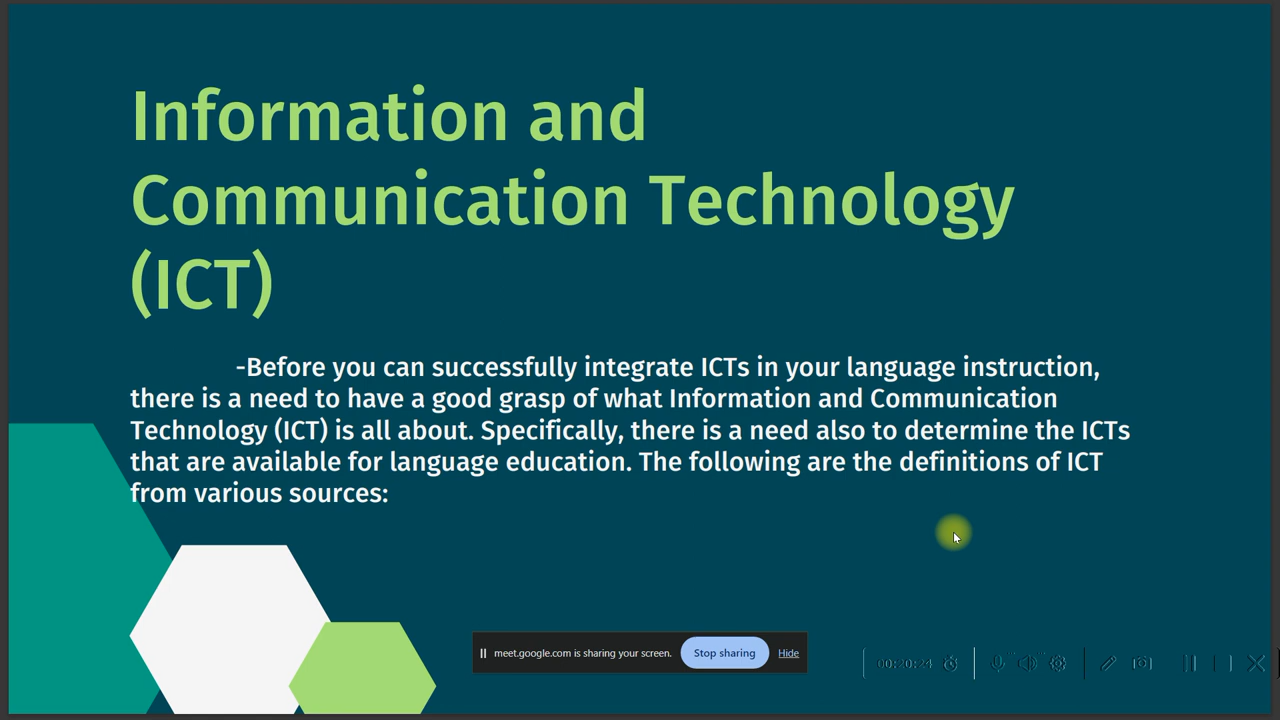 Information and
Communication Technology
(ICT)
-Before you can successfully integrate ICTs in your language instruction,
there is a need to have a good grasp of what Information and Communication
Technology (ICT) is all about. Specifically, there is a need also to determine the ICTs
that are available for language education. The following are the definitions of ICT
from various sources:
meet.google.com is sharing your screen. Stop sharing Hide
00:20:24